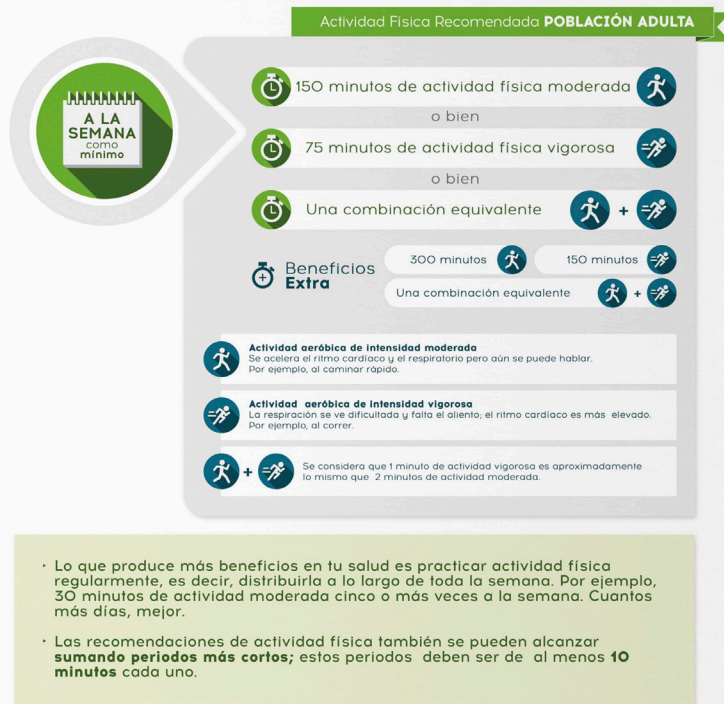 Actividad Física Recomendada POBLACIÓN ADULTA
A LA
SEMANA
como
mínimo
150 minutos de actividad física moderada
o bien
75 minutos de actividad física vigorosa
o bien
Una combinación equivalente
+
Beneficios
Extra
300 minutos
150 minutos
Una combinación equivalente
+
Actividad aeróbica de intensidad moderada
Se acelera el ritmo cardíaco y el respiratorio pero aún se puede hablar.
Por ejemplo, al caminar rápido.
Actividad aeróbica de intensidad vigorosa
La respiración se ve dificultada y falta el aliento; el ritmo cardíaco es más elevado.
Por ejemplo, al correr.
+
Se considera que 1 minuto de actividad vigorosa es aproximadamente
lo mismo que 2 minutos de actividad moderada.
· Lo que produce más beneficios en tu salud es practicar actividad física
regularmente, es decir, distribuirla a lo largo de toda la semana. Por ejemplo,
30 minutos de actividad moderada cinco o más veces a la semana. Cuantos
más días, mejor.
· Las recomendaciones de actividad física también se pueden alcanzar
sumando periodos más cortos; estos periodos deben ser de al menos 10
minutos cada uno.